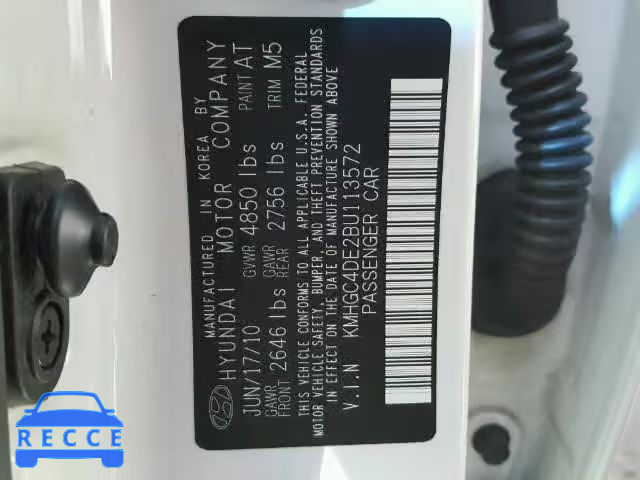 MANUFACTURED IN KOREA BY
HYUNDAI MOTOR COMPANY
JUN/17/10 GVWR 4850 lbs PAINT AT
GAWR FRONT 2646 lbs GAWR REAR 2756 lbs TRIM M5
THIS VEHICLE CONFORMS TO ALL APPLICABLE U.S.A. FEDERAL
MOTOR VEHICLE SAFETY, BUMPER, AND THEFT PREVENTION STANDARDS
IN EFFECT ON THE DATE OF MANUFACTURE SHOWN ABOVE
V.I.N KMHGC4DE2BU113572
PASSENGER CAR
RECCE